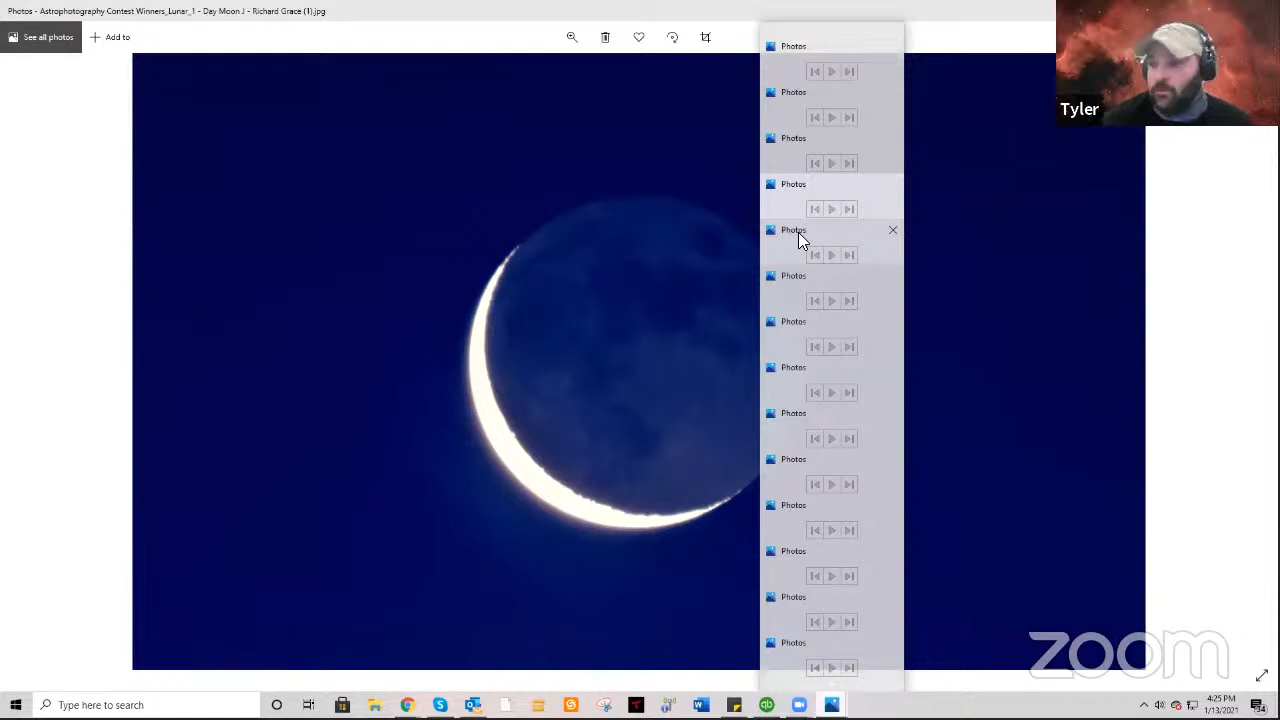 Photos - Astrophotography Contest Winners_Lunar_1 - Day Moon J - Richard Grace (1).jpg
See all photos
Add to
Photos
Photos
Photos
Photos
Photos
Photos
Photos
Photos
Photos
Photos
Photos
Photos
Photos
Photos
Tyler
zoom
Type here to search
4:25 PM
1/13/2021